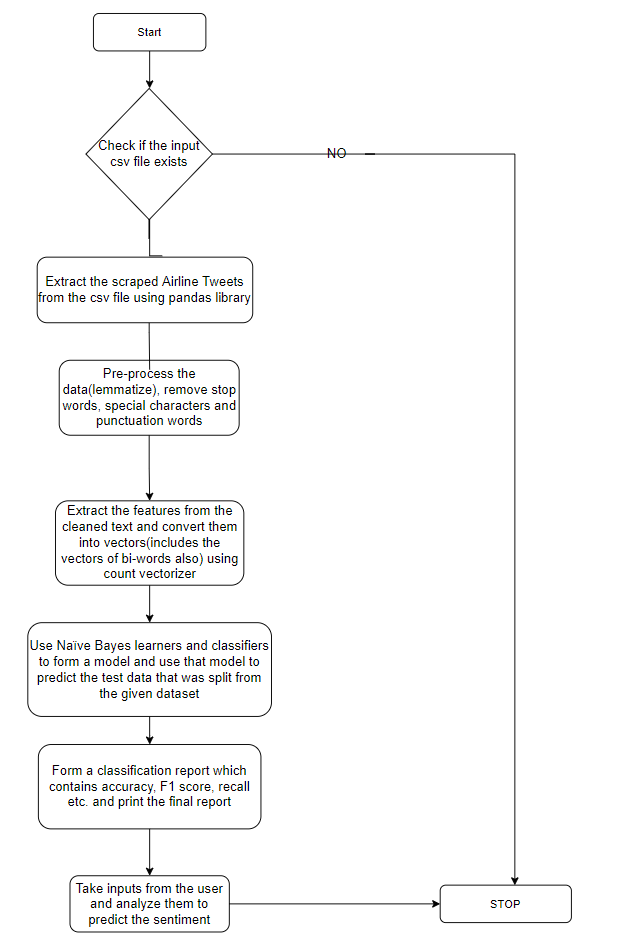 Start
Check if the input
csv file exists
NO
Extract the scraped Airline Tweets
from the csv file using pandas library
Pre-process the
data(lemmatize), remove stop
words, special characters and
punctuation words
Extract the features from the
cleaned text and convert them
into vectors(includes the
vectors of bi-words also) using
count vectorizer
Use Naïve Bayes learners and classifiers
to form a model and use that model to
predict the test data that was split from
the given dataset
Form a classification report which
contains accuracy, F1 score, recall
etc. and print the final report
Take inputs from the user
and analyze them to
predict the sentiment
STOP